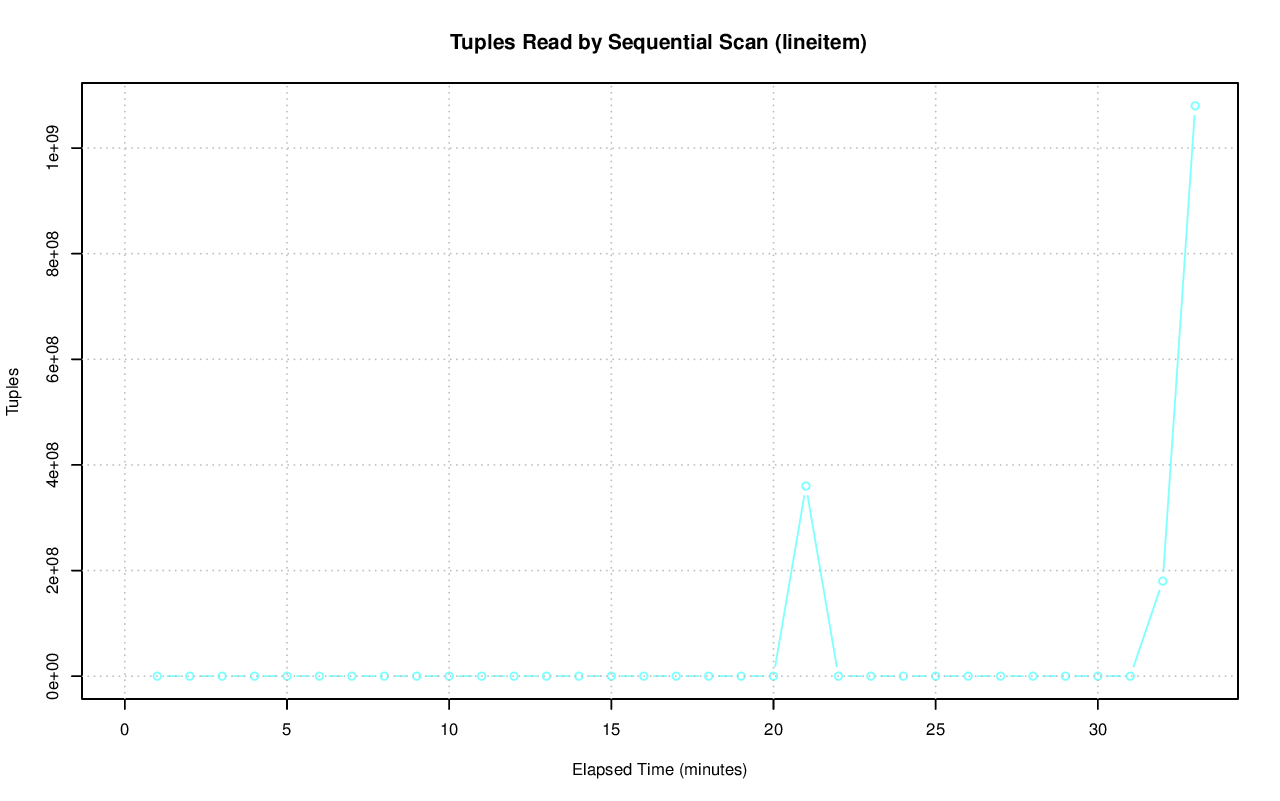 Tuples Read by Sequential Scan (lineitem)
1e+09
8e+08
6e+08
4e+08
2e+08
0e+00
Tuples
0 5 10 15 20 25 30
Elapsed Time (minutes)